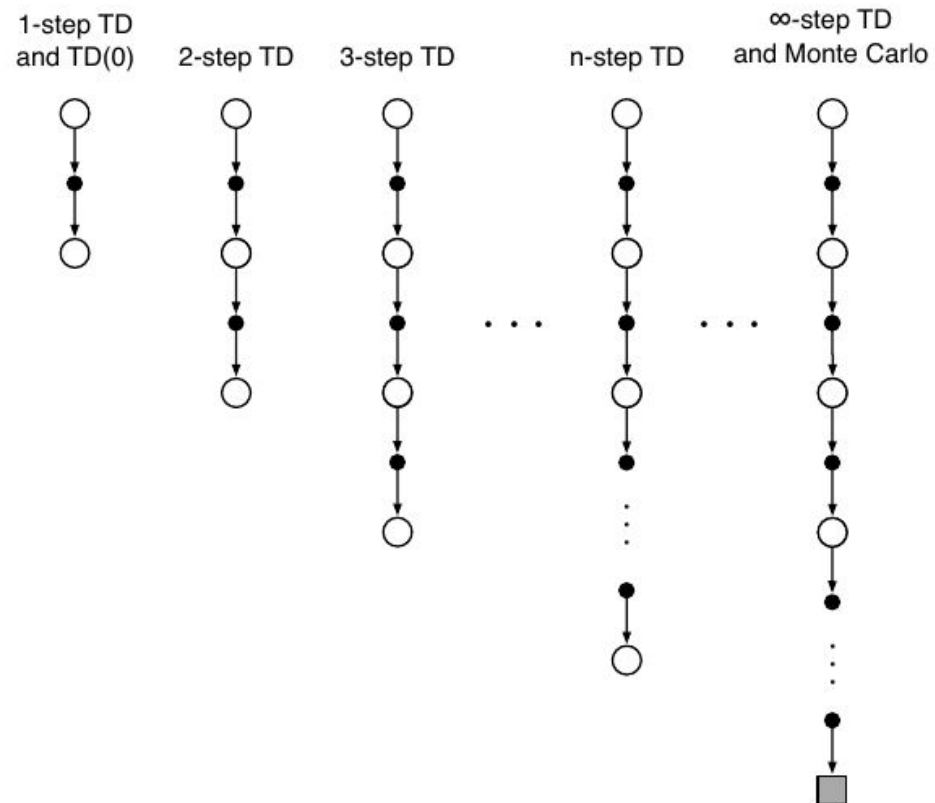 1-step TD
and TD(0)
2-step TD
3-step TD
n-step TD
∞-step TD
and Monte Carlo
. . .
. . .